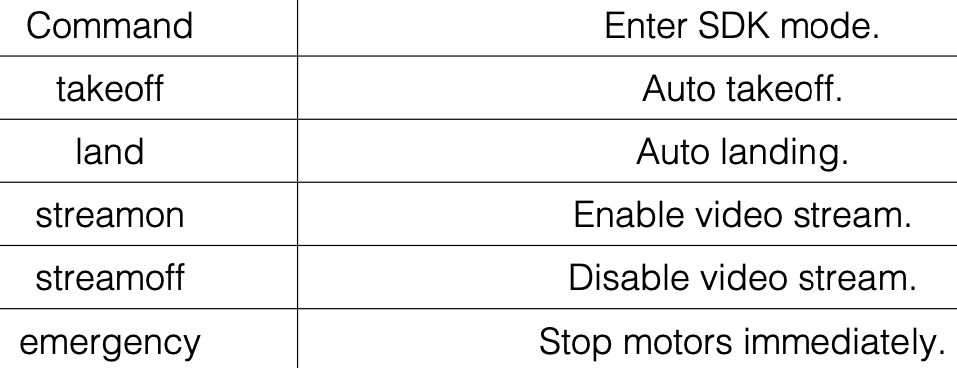 Command Enter SDK mode.
takeoff Auto takeoff.
land Auto landing.
streamon Enable video stream.
streamoff Disable video stream.
emergency Stop motors immediately.